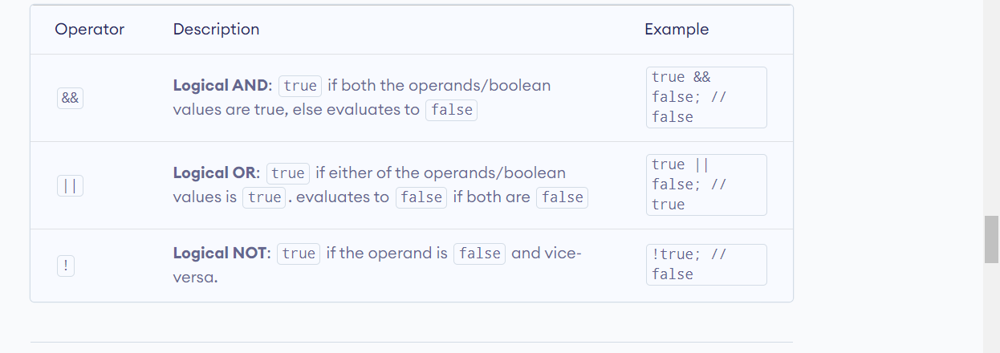 Operator Description Example
&& Logical AND: true if both the operands/boolean values are true, else evaluates to false true && false; // false
|| Logical OR: true if either of the operands/boolean values is true. evaluates to false if both are false true || false; // true
! Logical NOT: true if the operand is false and vice-versa. !true; // false